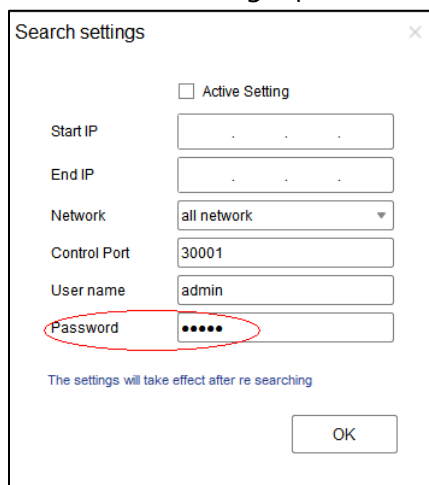 Search settings
Active Setting
Start IP . . .
End IP . . .
Network all network
Control Port 30001
User name admin
Password •••••
The settings will take effect after re searching
OK